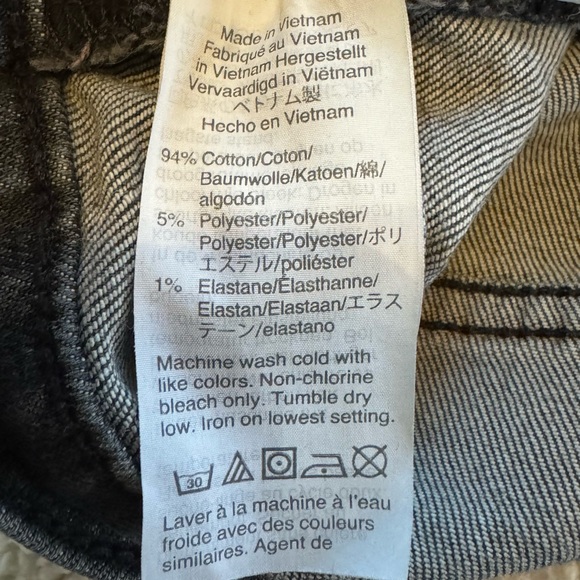 Made in Vietnam
Fabriqué au Vietnam
in Vietnam Hergestellt
Vervaardigd in Viëtnam
ベトナム製
Hecho en Vietnam
94% Cotton/Coton/
Baumwolle/Katoen/綿/
algodón
5% Polyester/Polyester/
Polyester/Polyester/ポリ
エステル/poliéster
1% Elastane/Élasthanne/
Elastan/Elastaan/エラス
テーン/elastano
Machine wash cold with
like colors. Non-chlorine
bleach only. Tumble dry
low. Iron on lowest setting.
30
Laver à la machine à l'eau
froide avec des couleurs
similaires. Agent de